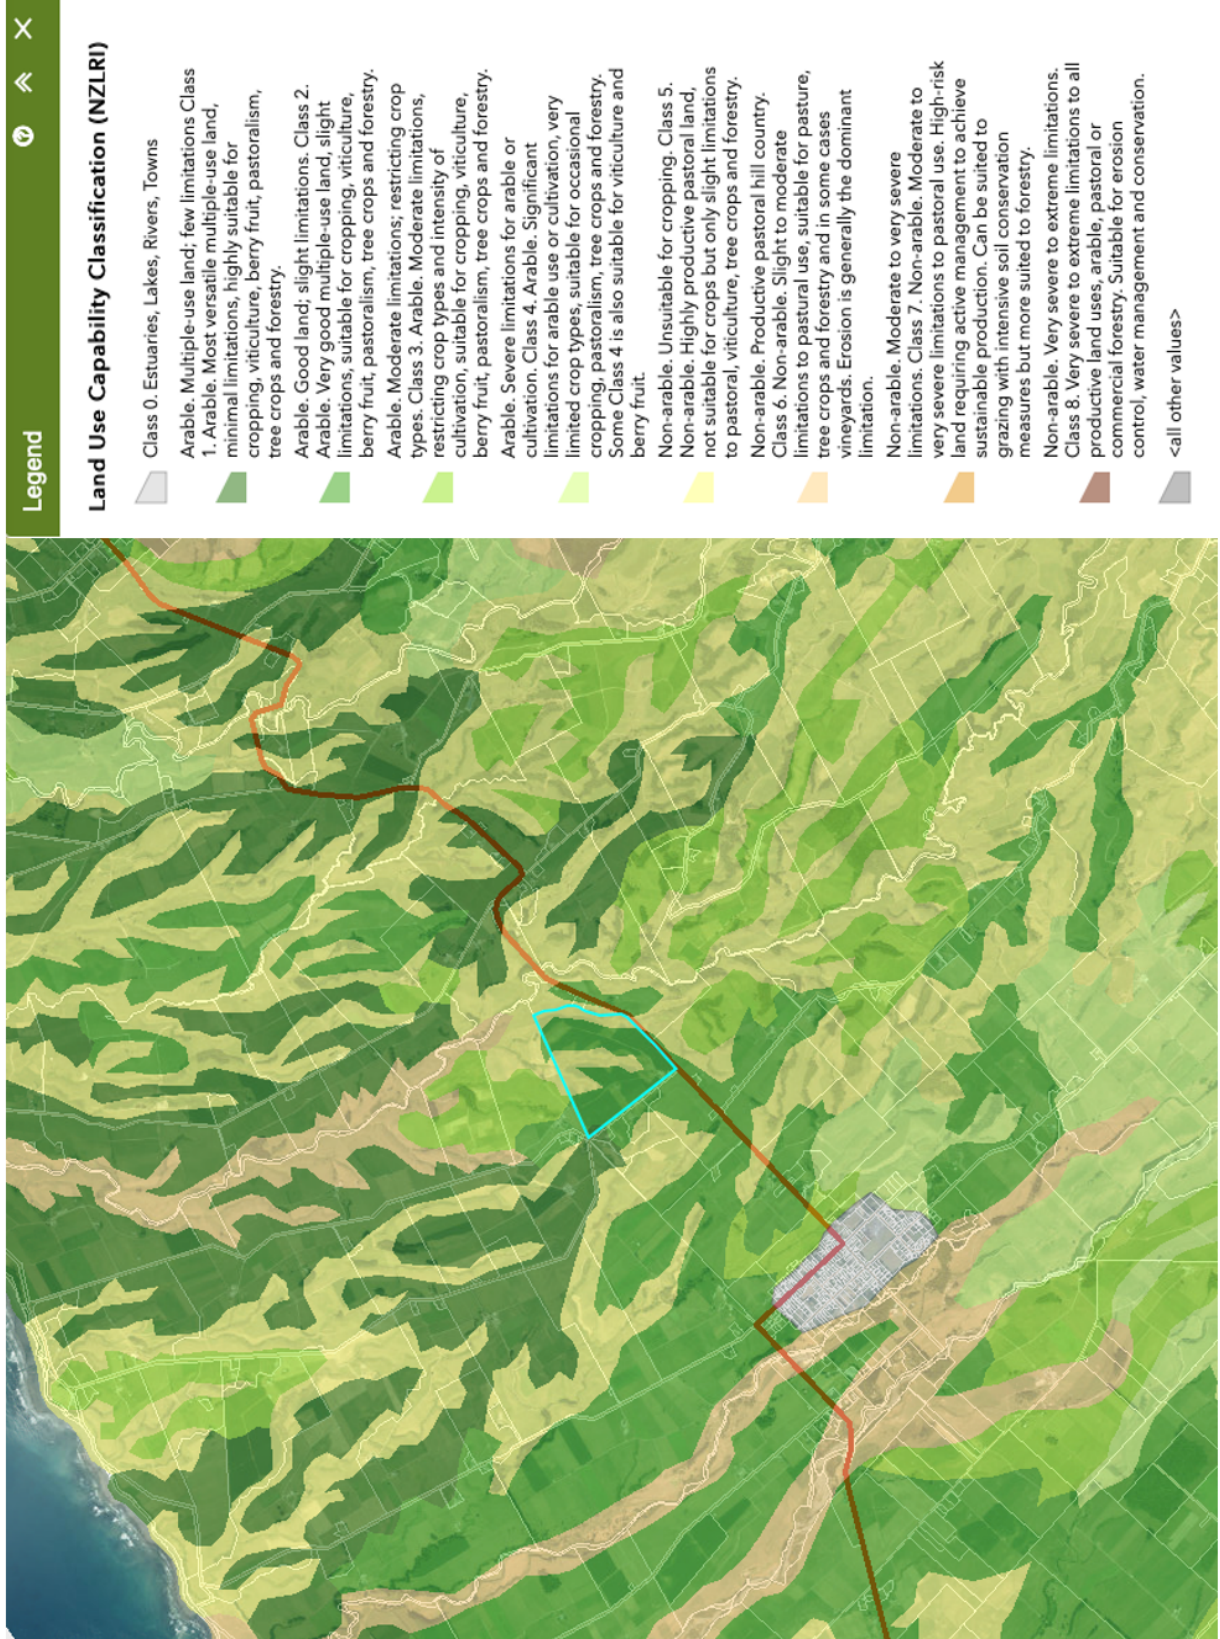 Legend
Land Use Capability Classification (NZLRI)
Class 0. Estuaries, Lakes, Rivers, Towns
Arable. Multiple-use land; few limitations Class
1. Arable. Most versatile multiple-use land,
minimal limitations, highly suitable for
cropping, viticulture, berry fruit, pastoralism,
tree crops and forestry.
Arable. Good land; slight limitations. Class 2.
Arable. Very good multiple-use land, slight
limitations, suitable for cropping, viticulture,
berry fruit, pastoralism, tree crops and forestry.
Arable. Moderate limitations; restricting crop
types. Class 3. Arable. Moderate limitations,
restricting crop types and intensity of
cultivation, suitable for cropping, viticulture,
berry fruit, pastoralism, tree crops and forestry.
Arable. Severe limitations for arable or
cultivation. Class 4. Arable. Significant
limitations for arable use or cultivation, very
limited crop types, suitable for occasional
cropping, pastoralism, tree crops and forestry.
Some Class 4 is also suitable for viticulture and
berry fruit.
Non-arable. Unsuitable for cropping. Class 5.
Non-arable. Highly productive pastoral land,
not suitable for crops but only slight limitations
to pastoral, viticulture, tree crops and forestry.
Non-arable. Productive pastoral hill country.
Class 6. Non-arable. Slight to moderate
limitations to pastoral use, suitable for pasture,
tree crops and forestry and in some cases
vineyards. Erosion is generally the dominant
limitation.
Non-arable. Moderate to very severe
limitations. Class 7. Non-arable. Moderate to
very severe limitations to pastoral use. High-risk
land requiring active management to achieve
sustainable production. Can be suited to
grazing with intensive soil conservation
measures but more suited to forestry.
Non-arable. Very severe to extreme limitations.
Class 8. Very severe to extreme limitations to all
productive land uses, arable, pastoral or
commercial forestry. Suitable for erosion
control, water management and conservation.
<all other values>